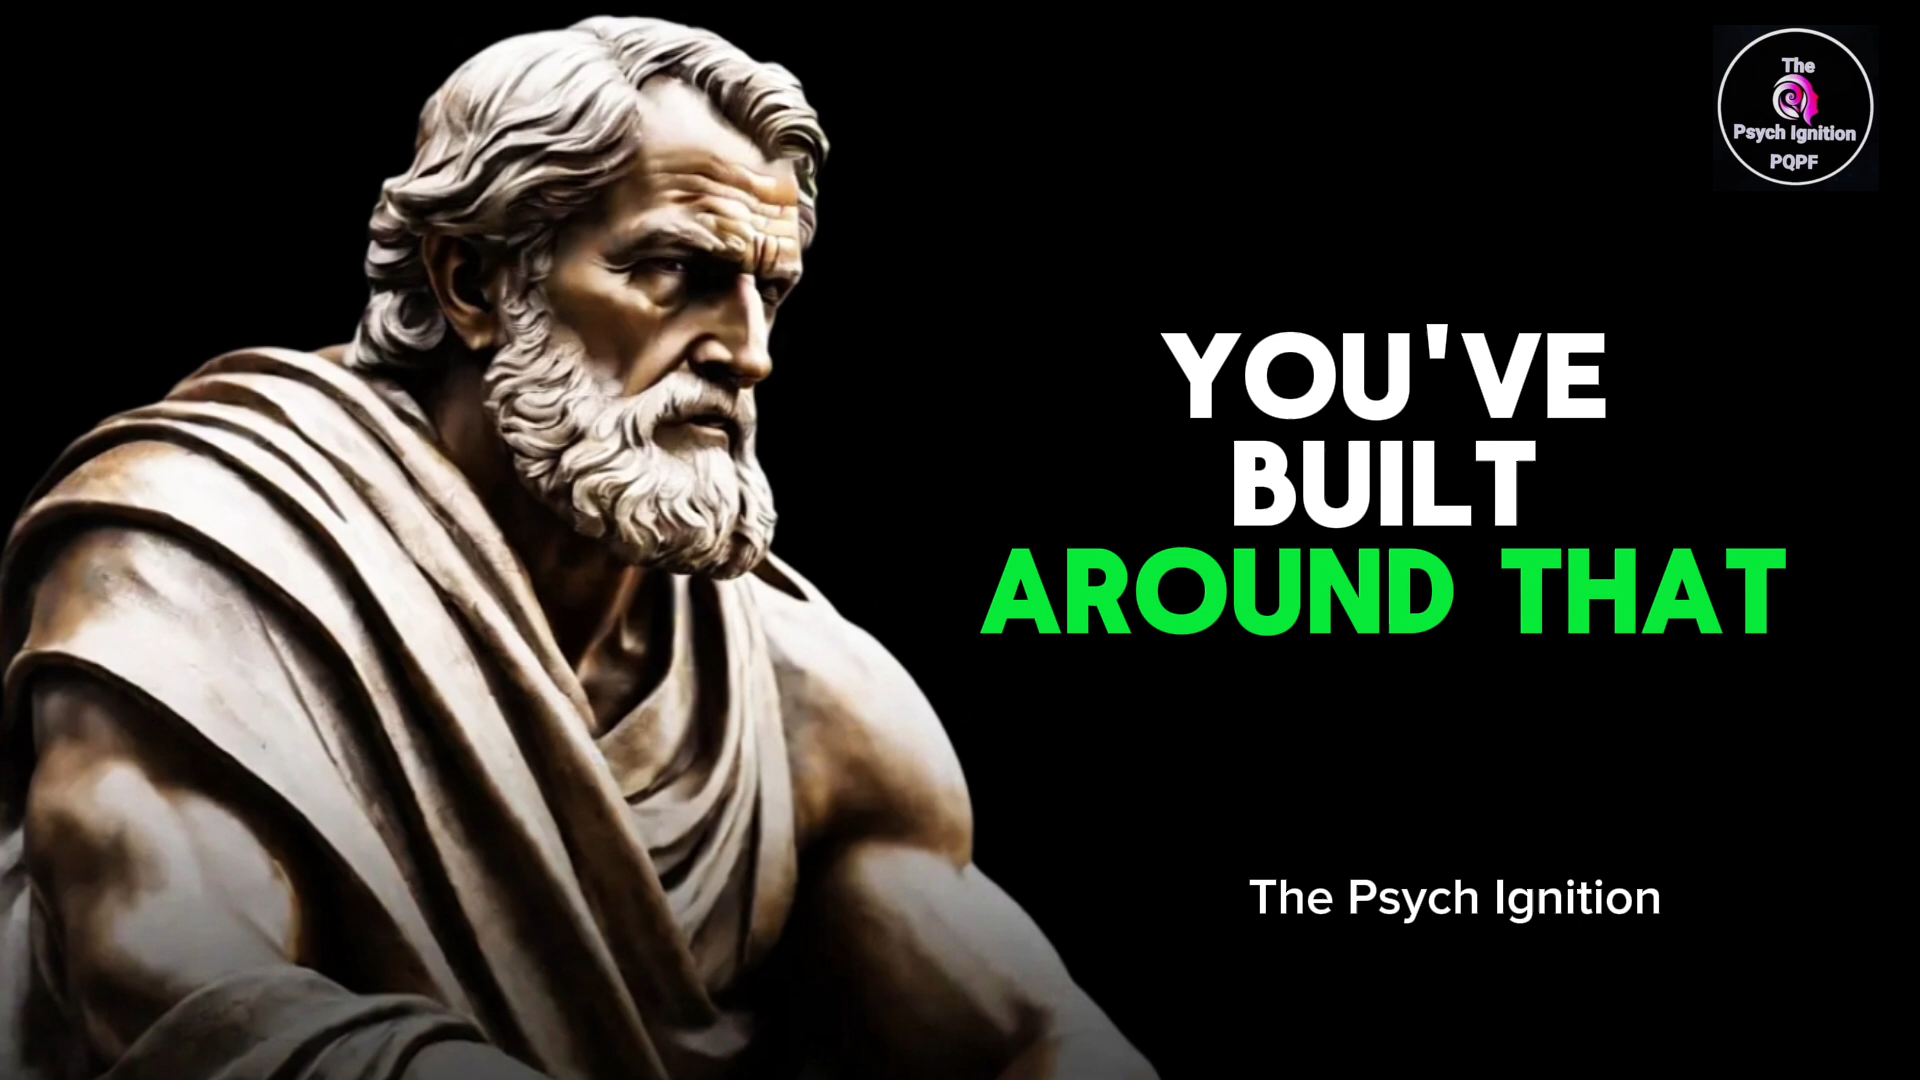 The
Psych Ignition
PQPF
YOU'VE
BUILT
AROUND THAT
The Psych Ignition